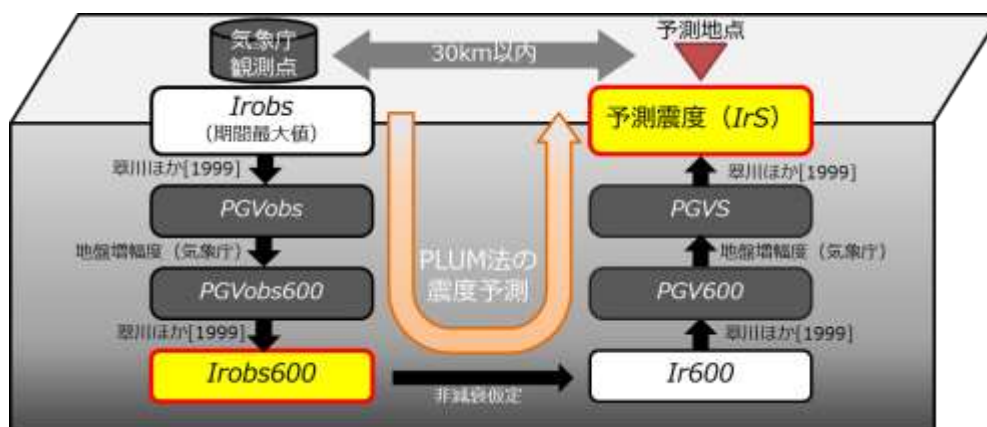 気象庁
観測点
30km以内
予測地点
Irobs
(期間最大値)
予測震度（IrS）
翠川ほか[1999]
翠川ほか[1999]
PGVobs
PGVS
地盤増幅度（気象庁）
地盤増幅度（気象庁）
PLUM法の
震度予測
PGVobs600
PGV600
翠川ほか[1999]
翠川ほか[1999]
Irobs600
Ir600
非減衰仮定